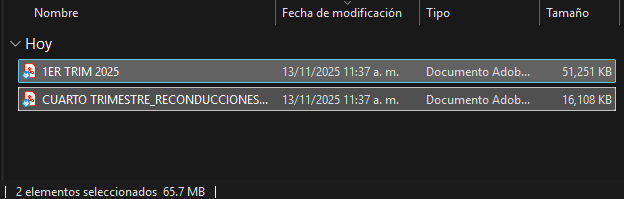 Nombre Fecha de modificación Tipo Tamaño
Hoy
1ER TRIM 2025 13/11/2025 11:37 a. m. Documento Adob... 51,251 KB
CUARTO TRIMESTRE_RECONDUCCIONES... 13/11/2025 11:37 a. m. Documento Adob... 16,108 KB
2 elementos seleccionados 65.7 MB